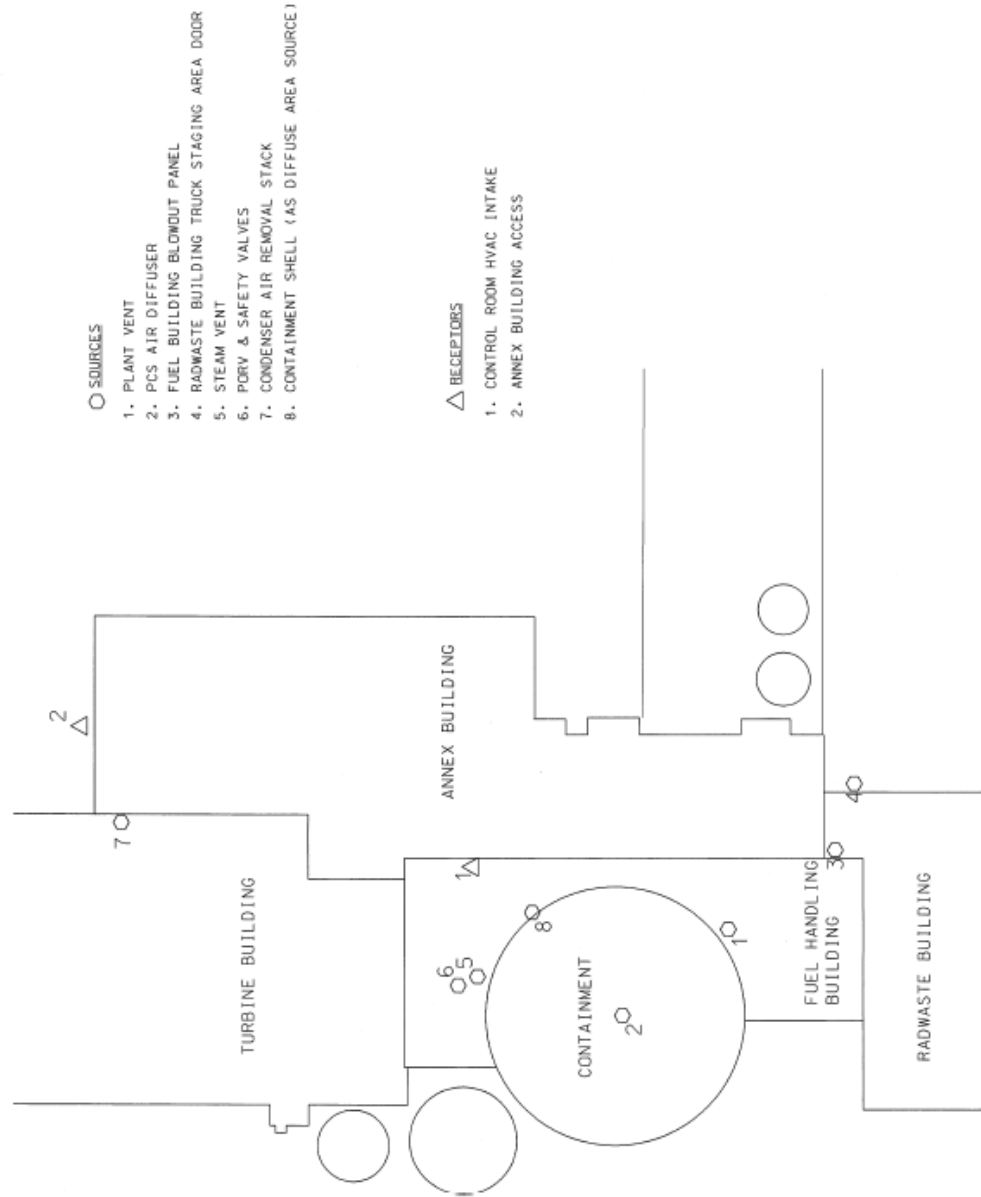 SOURCES
1. PLANT VENT
2. PCS AIR DIFFUSER
3. FUEL BUILDING BLOWOUT PANEL
4. RADWASTE BUILDING TRUCK STAGING AREA DOOR
5. STEAM VENT
6. PORV & SAFETY VALVES
7. CONDENSER AIR REMOVAL STACK
8. CONTAINMENT SHELL (AS DIFFUSE AREA SOURCE)
RECEPTORS
1. CONTROL ROOM HVAC INTAKE
2. ANNEX BUILDING ACCESS
2
7
ANNEX BUILDING
TURBINE BUILDING
1
6
5
8
CONTAINMENT
2
1
FUEL HANDLING
BUILDING
3
4
RADWASTE BUILDING